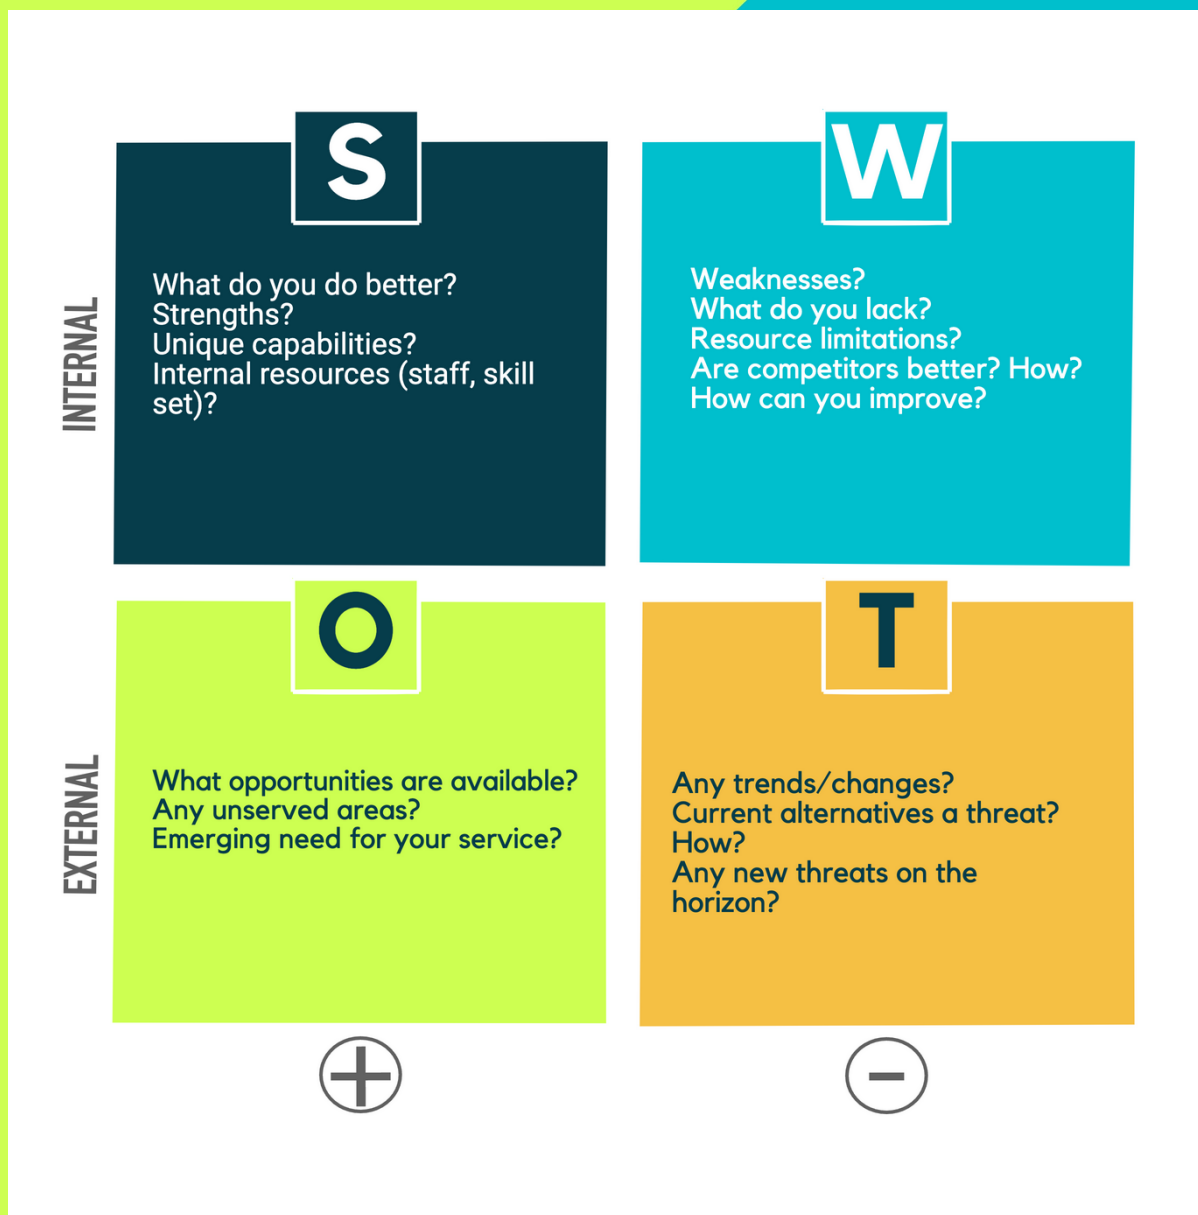 S
W
INTERNAL
What do you do better?
Strengths?
Unique capabilities?
Internal resources (staff, skill
set)?
Weaknesses?
What do you lack?
Resource limitations?
Are competitors better? How?
How can you improve?
O
T
EXTERNAL
What opportunities are available?
Any unserved areas?
Emerging need for your service?
Any trends/changes?
Current alternatives a threat?
How?
Any new threats on the
horizon?
+
-